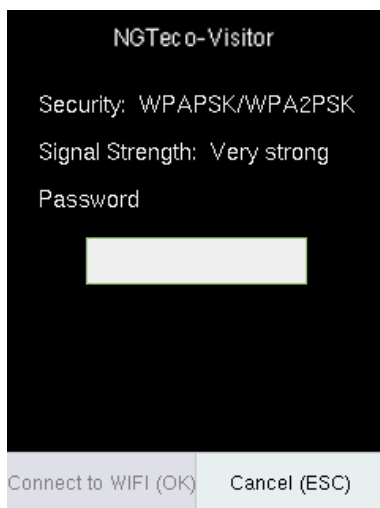 NGTeco-Visitor
Security: WPAPSK/WPA2PSK
Signal Strength: Very strong
Password
Connect to WIFI (OK) Cancel (ESC)